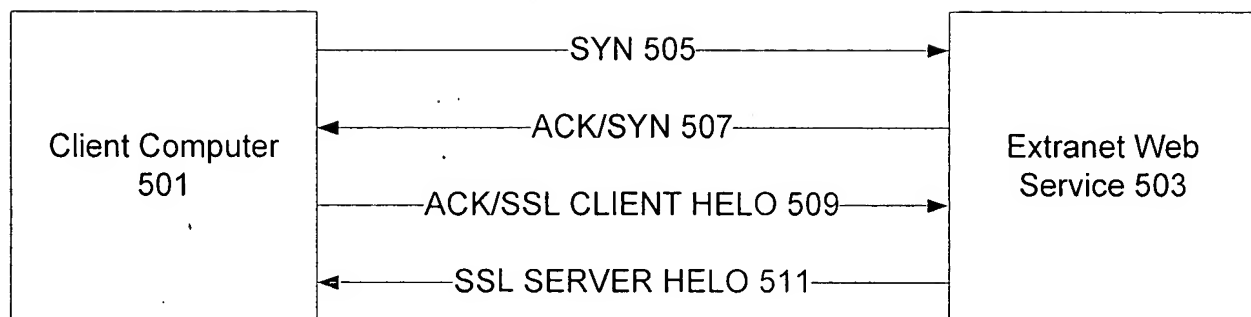 SYN 505
ACK/SYN 507
Client Computer
501
Extranet Web
Service 503
ACK/SSL CLIENT HELO 509
SSL SERVER HELO 511